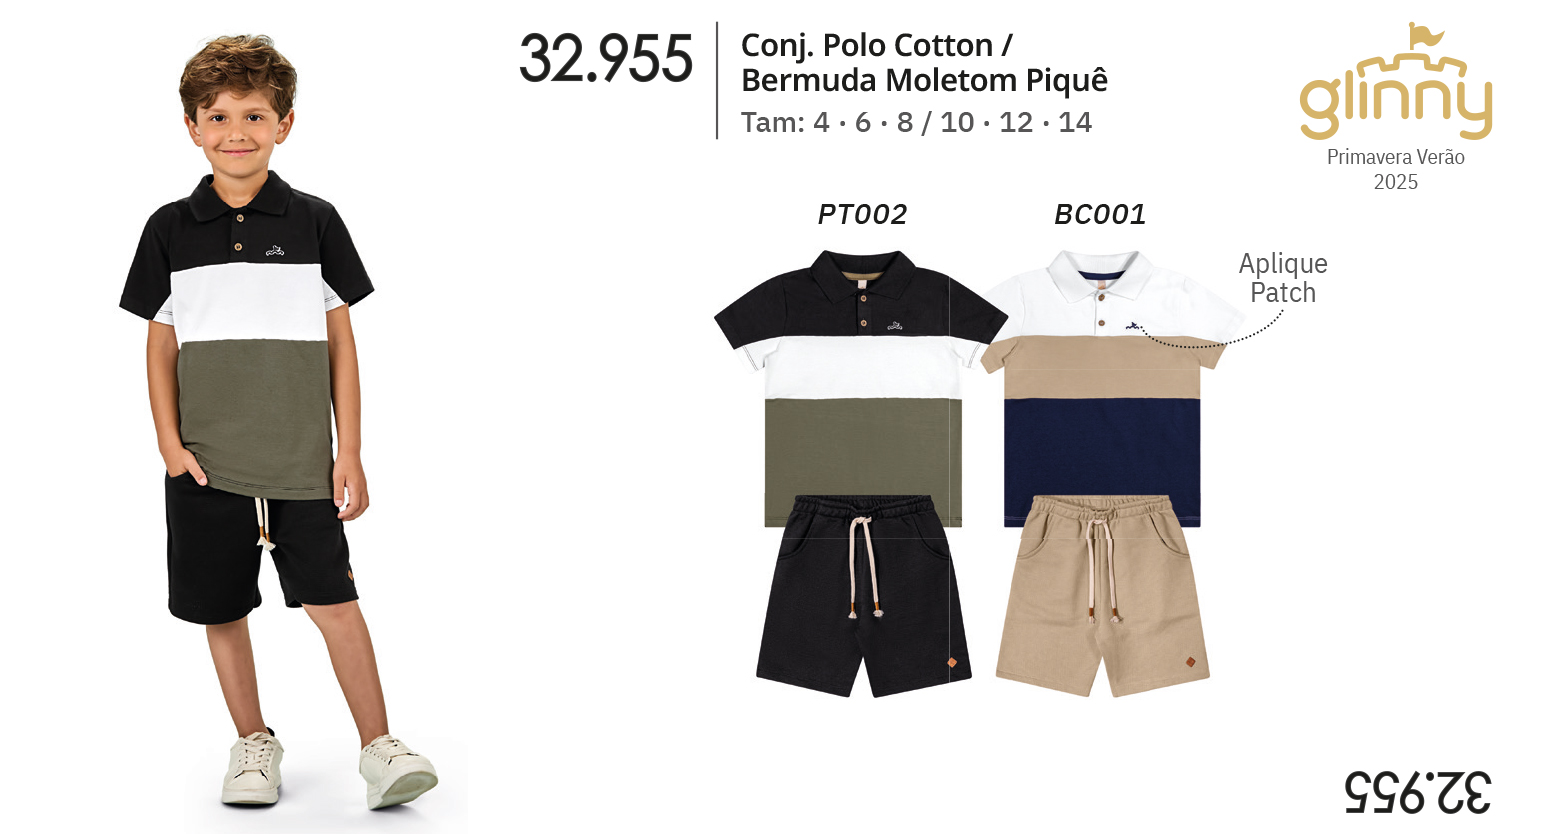 32.955
Conj. Polo Cotton /
Bermuda Moletom Piquê
Tam: 4 · 6 · 8 / 10 · 12 · 14
glinny
Primavera Verão
2025
PT002
BC001
Aplique
Patch
32.955